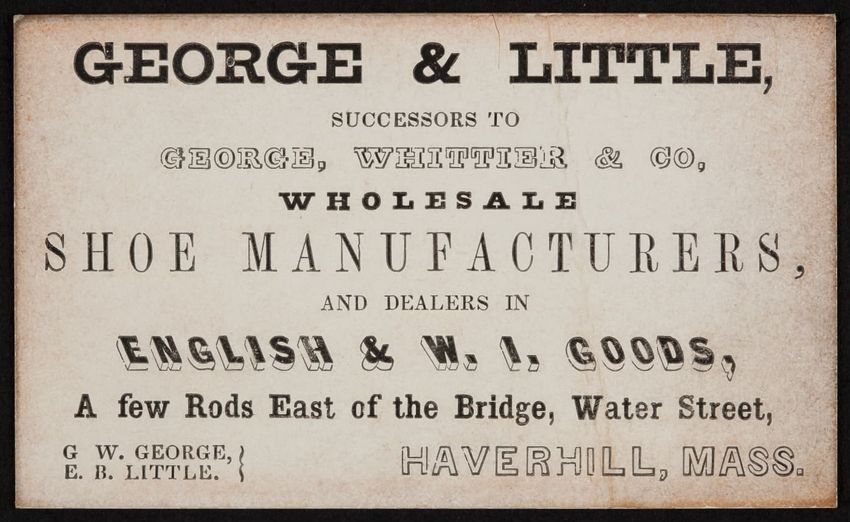 GEORGE & LITTLE,
SUCCESSORS TO
GEORGE, WHITTIER & CO,
WHOLESALE
SHOE MANUFACTURERS,
AND DEALERS IN
ENGLISH & W. I. GOODS,
A few Rods East of the Bridge, Water Street,
G W. GEORGE, }
E. B. LITTLE. }
HAVERHILL, MASS.